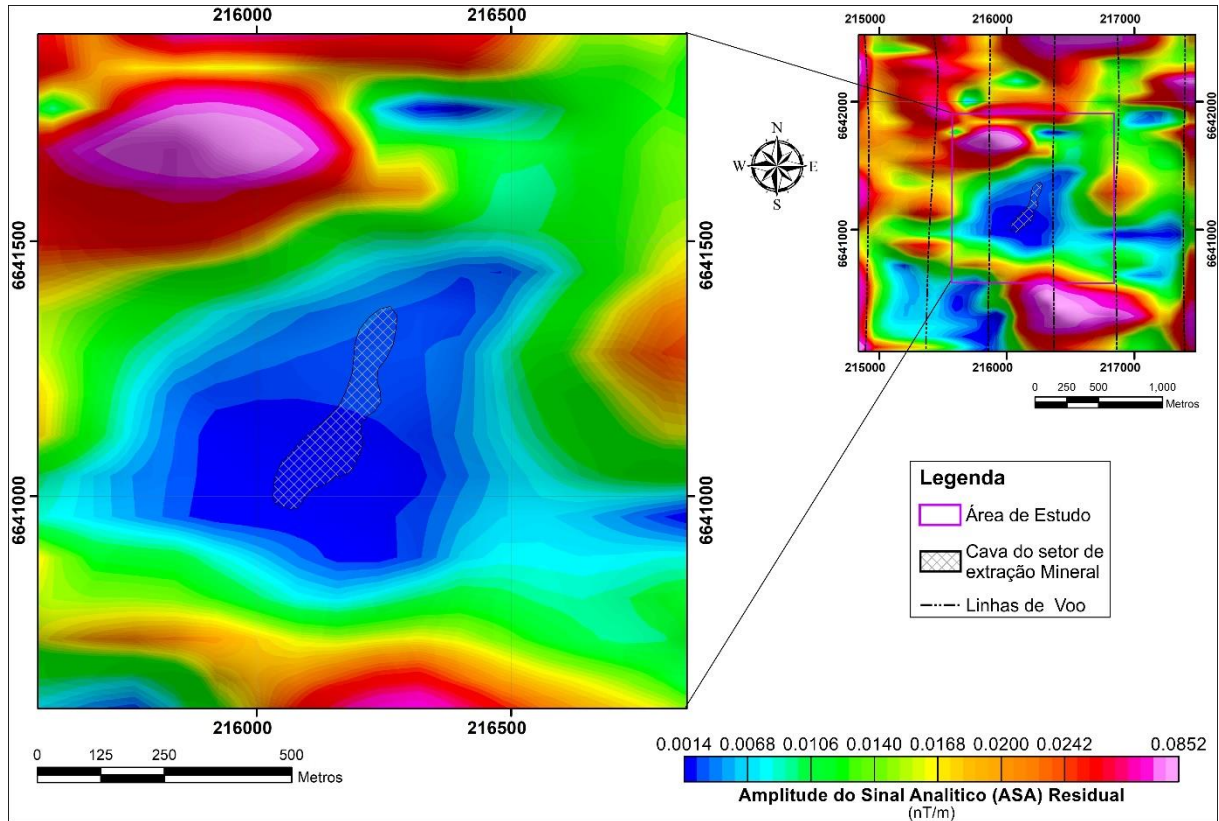 216000 216500
6641500
6641000
6641500
6641000
216000 216500
0 125 250 500
Metros
N
W E
S
215000 216000 217000
6642000
6641000
6642000
6641000
215000 216000 217000
0 250 500 1,000
Metros
Legenda
Área de Estudo
Cava do setor de
extração Mineral
Linhas de Voo
0.0014 0.0068 0.0106 0.0140 0.0168 0.0200 0.0242 0.0852
Amplitude do Sinal Analitico (ASA) Residual
(nT/m)